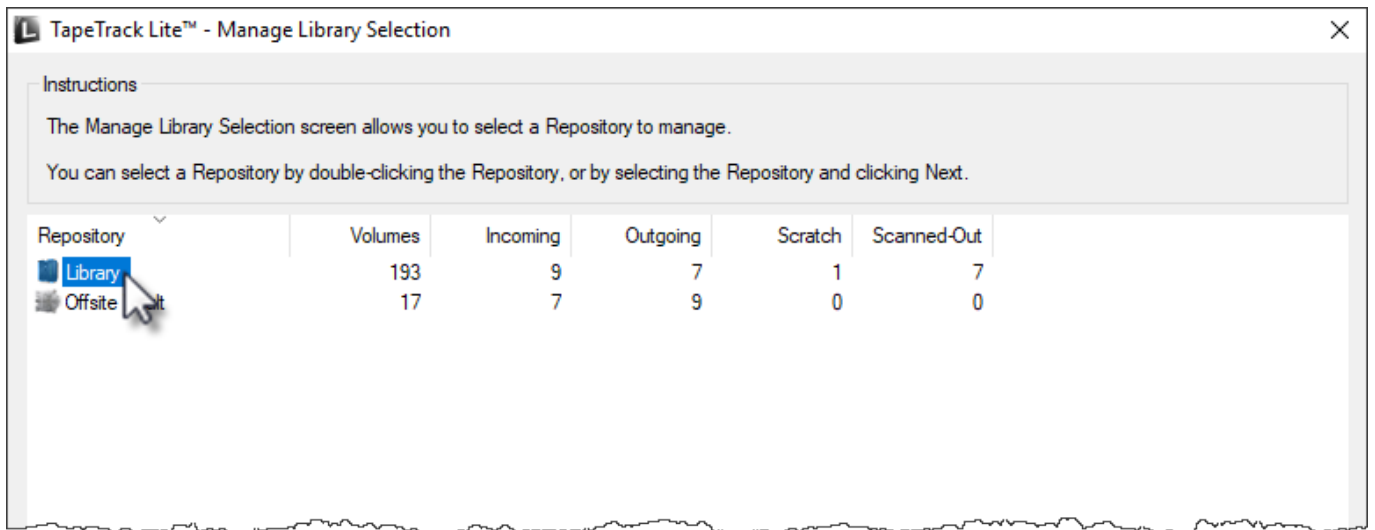 TapeTrack Lite™ - Manage Library Selection
Instructions
The Manage Library Selection screen allows you to select a Repository to manage.
You can select a Repository by double-clicking the Repository, or by selecting the Repository and clicking Next.
Repository Volumes Incoming Outgoing Scratch Scanned-Out
Library 193 9 7 1 7
Offsite 17 7 9 0 0